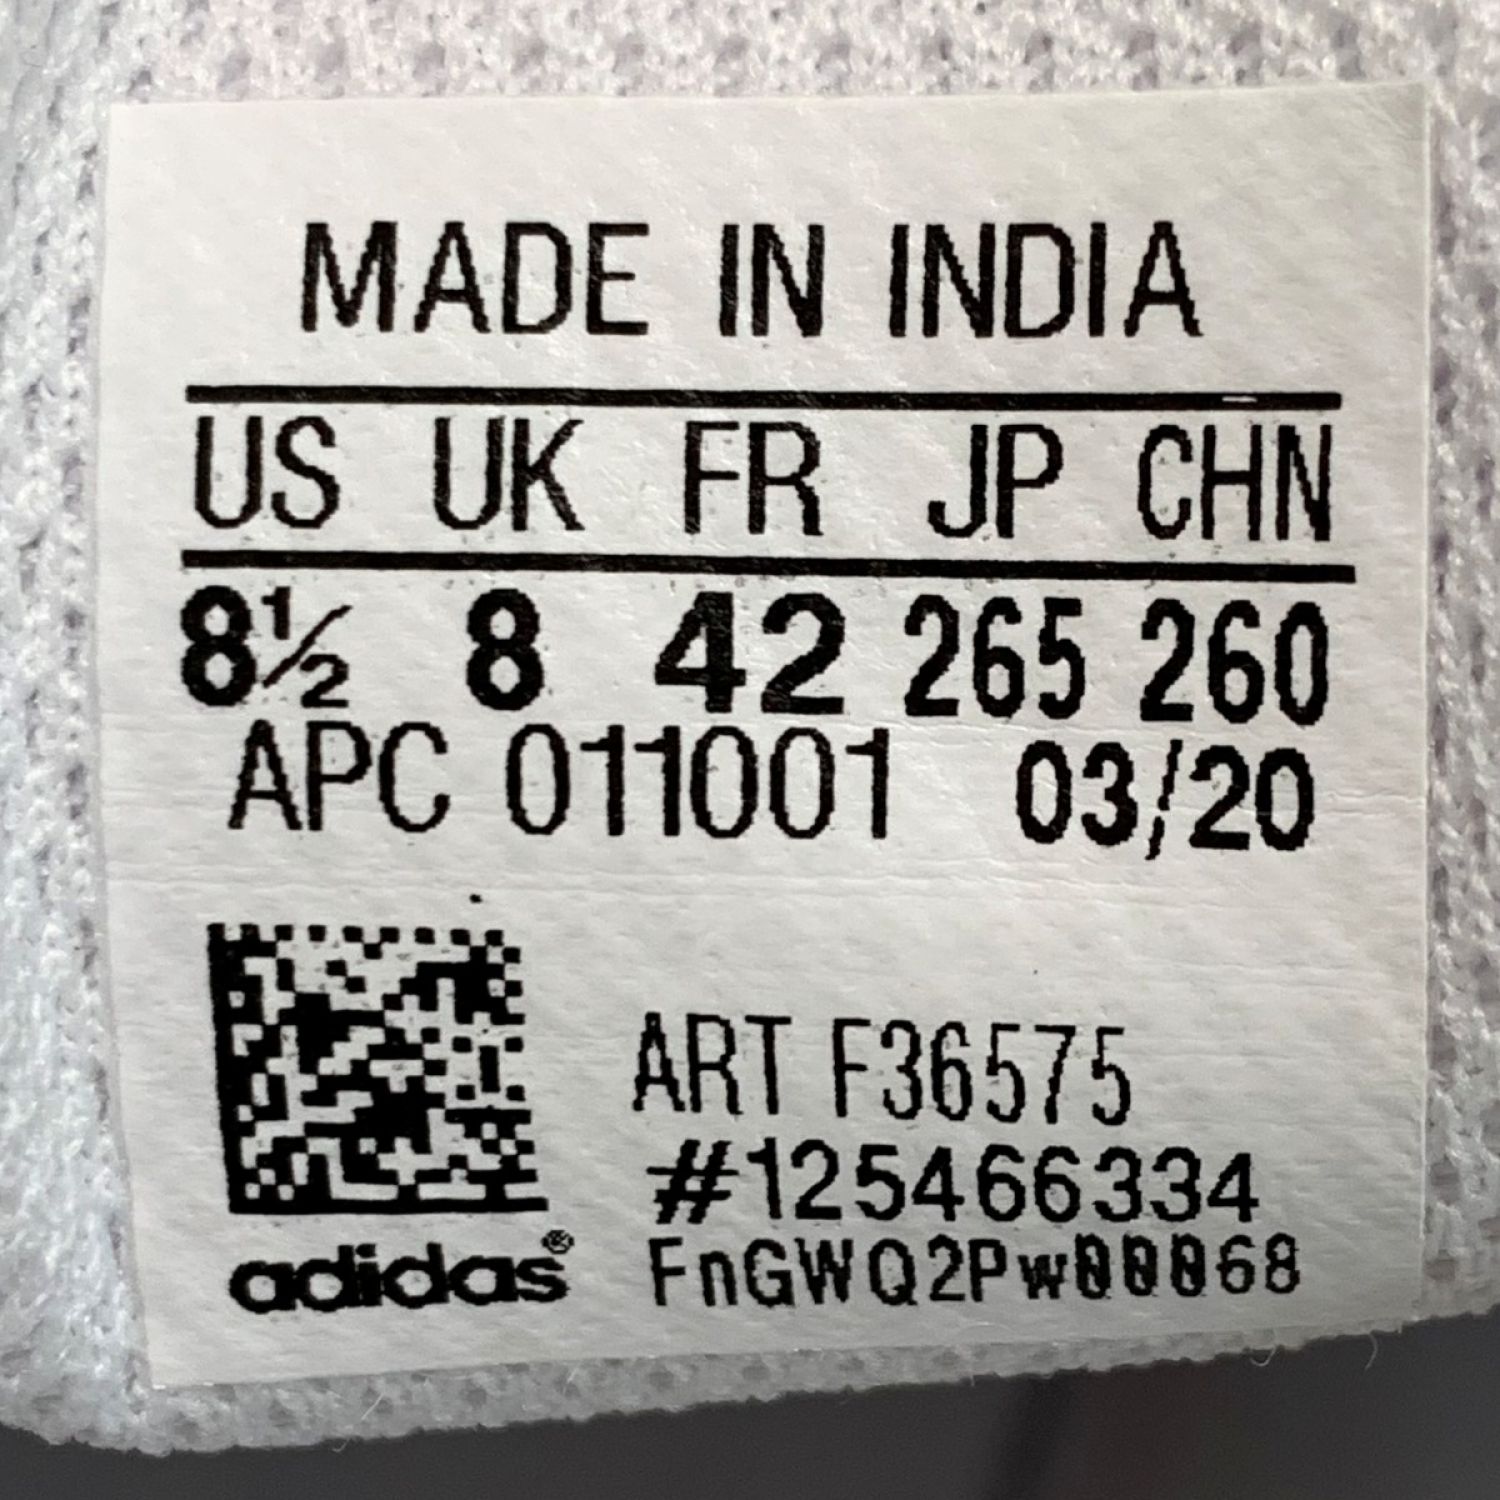 MADE IN INDIA
US UK FR JP CHN
8½ 8 42 265 260
APC 011001 03/20
ART F36575
#125466334
adidas® FnGWQ2Pw00068